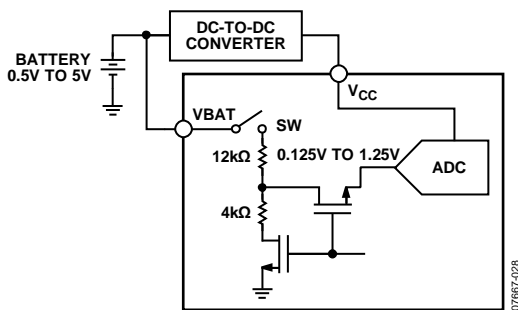 DC-TO-DC
CONVERTER
BATTERY
0.5V TO 5V
VCC
VBAT
SW
12kΩ
0.125V TO 1.25V
ADC
4kΩ
07667-028